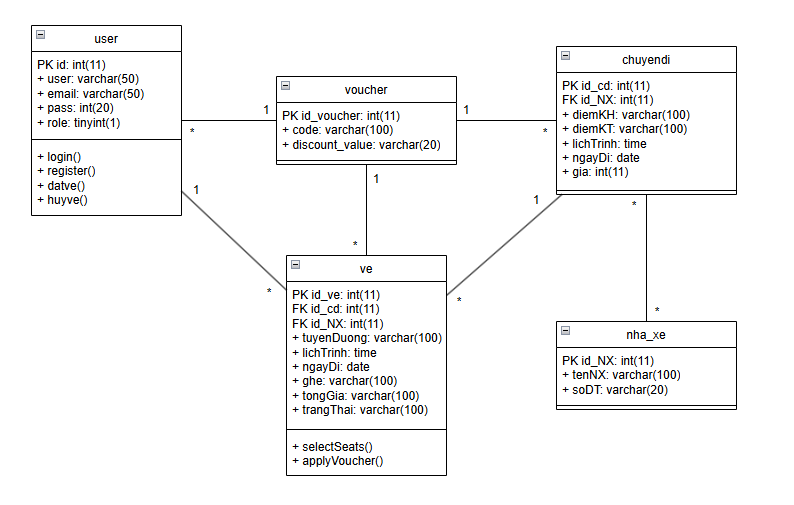 user
PK id: int(11)
+ user: varchar(50)
+ email: varchar(50)
+ pass: int(20)
+ role: tinyint(1)
+ login()
+ register()
+ datve()
+ huyve()
voucher
PK id_voucher: int(11)
+ code: varchar(100)
+ discount_value: varchar(20)
chuyendi
PK id_cd: int(11)
FK id_NX: int(11)
+ diemKH: varchar(100)
+ diemKT: varchar(100)
+ lichTrinh: time
+ ngayDi: date
+ gia: int(11)
1
*
1
*
1
*
1
*
1
*
*
*
ve
PK id_ve: int(11)
FK id_cd: int(11)
FK id_NX: int(11)
+ tuyenDuong: varchar(100)
+ lichTrinh: time
+ ngayDi: date
+ ghe: varchar(100)
+ tongGia: varchar(100)
+ trangThai: varchar(100)
+ selectSeats()
+ applyVoucher()
nha_xe
PK id_NX: int(11)
+ tenNX: varchar(100)
+ soDT: varchar(20)